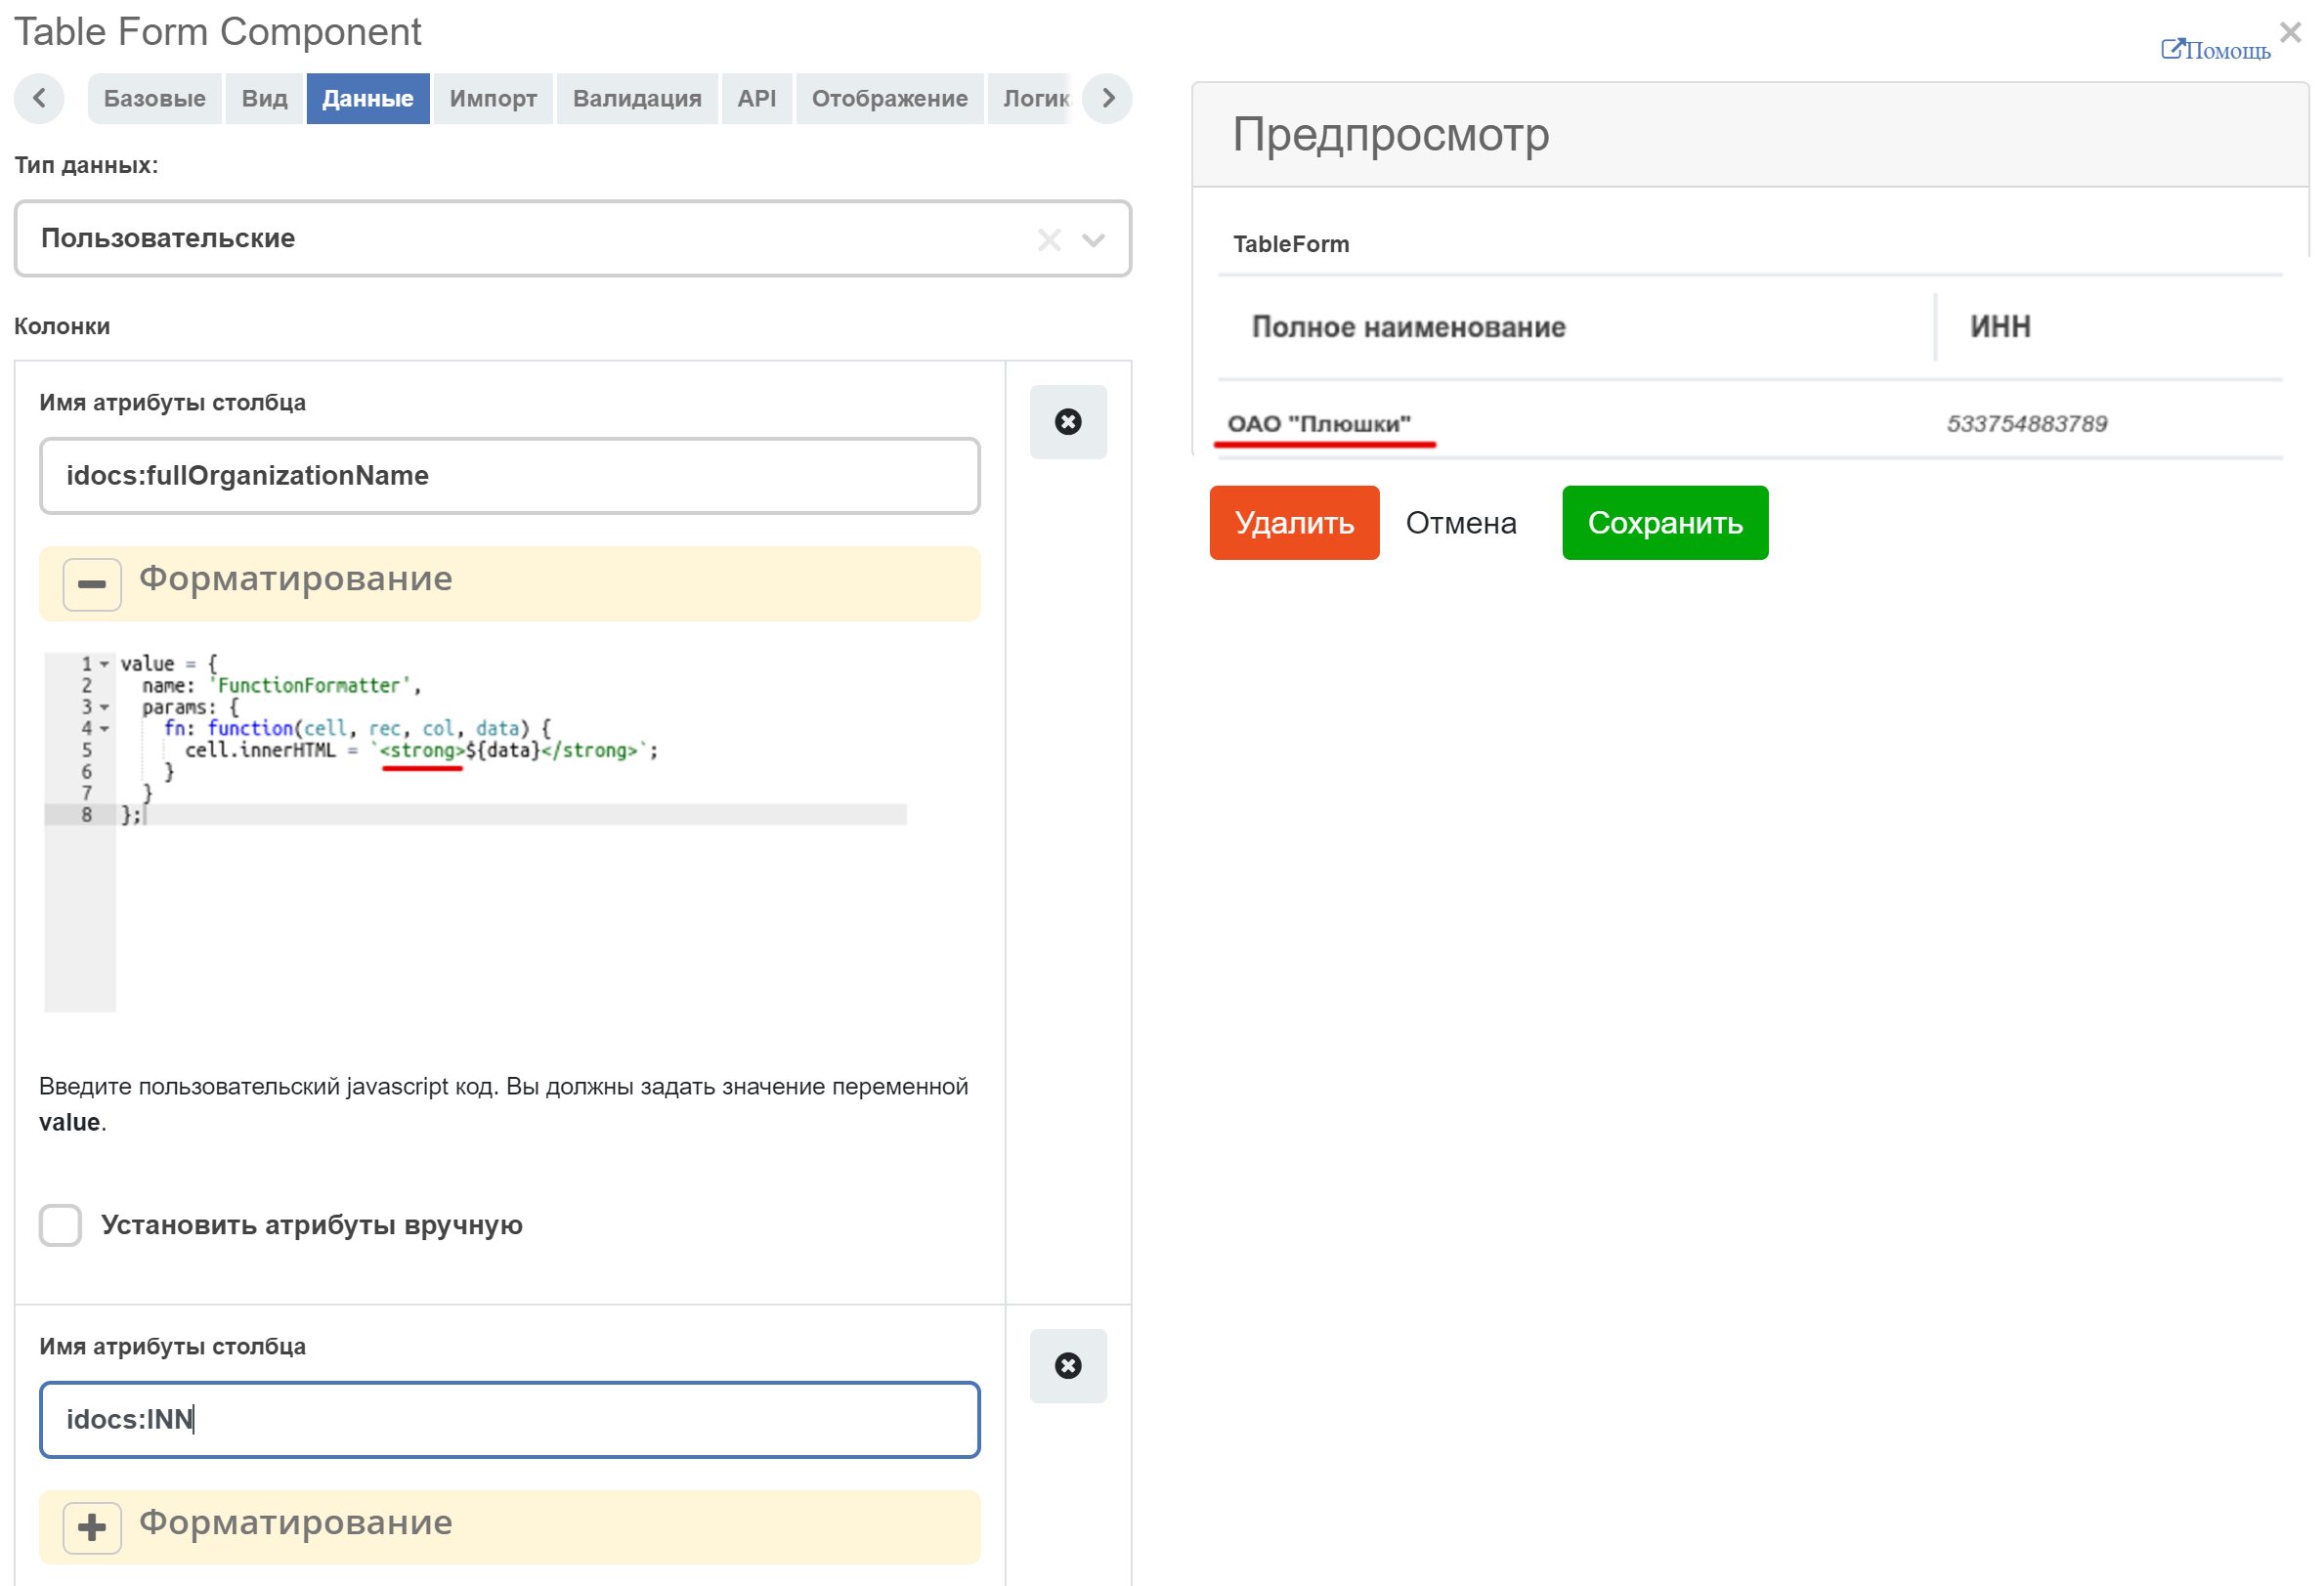 Table Form Component
Помощь
Базовые Вид Данные Импорт Валидация API Отображение Логик
Тип данных:
Пользовательские
Колонки
Имя атрибуты столбца
idocs:fullOrganizationName
Форматирование
1 value = {
2 name: 'FunctionFormatter',
3 params: {
4 fn: function(cell, rec, col, data) {
5 cell.innerHTML = `<strong>${data}</strong>`;
6 }
7 }
8 };
Введите пользовательский javascript код. Вы должны задать значение переменной
value.
Установить атрибуты вручную
Имя атрибуты столбца
idocs:INN
Форматирование
Предпросмотр
TableForm
Полное наименование ИНН
ОАО "Плюшки" 533754883789
Удалить Отмена Сохранить